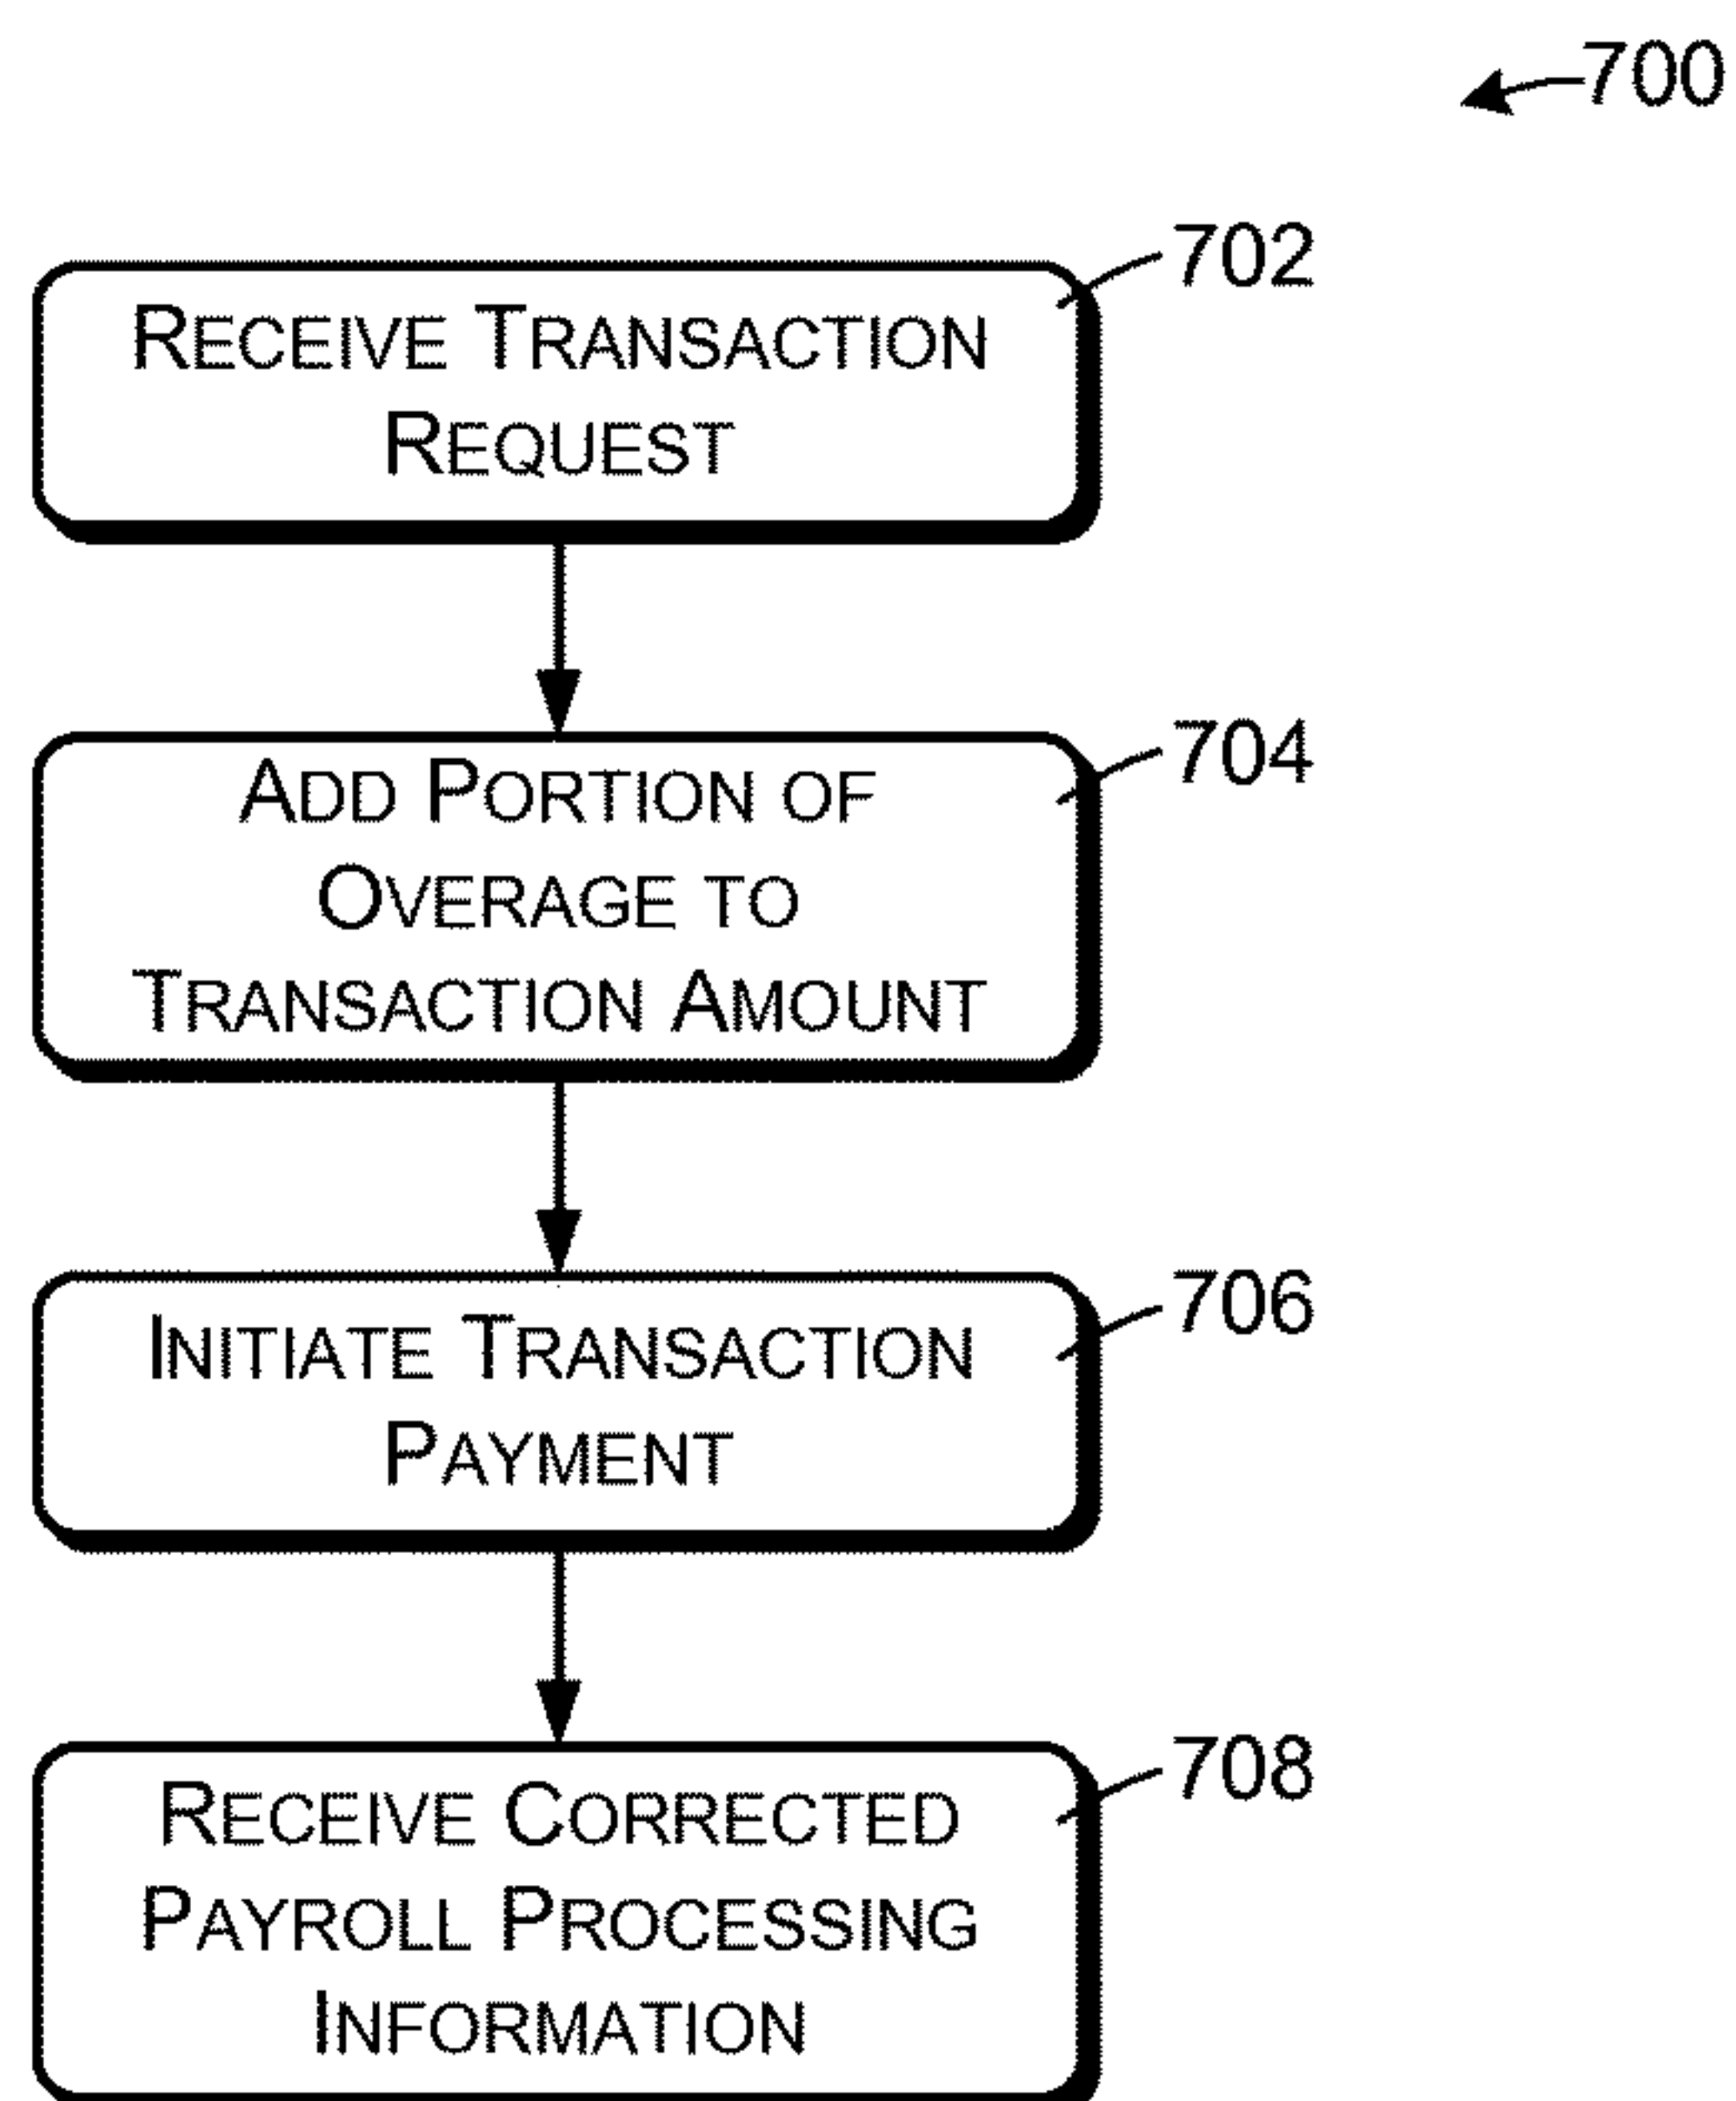 700
702
RECEIVE TRANSACTION
REQUEST
704
ADD PORTION OF
OVERAGE TO
TRANSACTION AMOUNT
706
INITIATE TRANSACTION
PAYMENT
708
RECEIVE CORRECTED
PAYROLL PROCESSING
INFORMATION